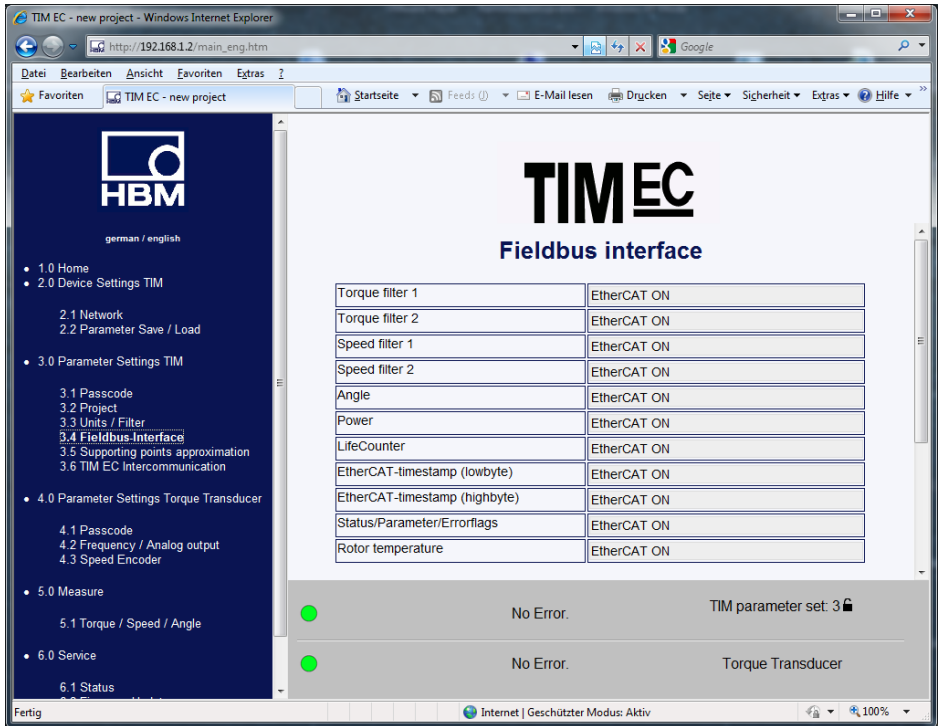 TIM EC - new project - Windows Internet Explorer
http://192.168.1.2/main_eng.htm
Google
Datei Bearbeiten Ansicht Favoriten Extras ?
Favoriten TIM EC - new project Startseite Feeds (J) E-Mail lesen Drucken Seite Sicherheit Extras Hilfe »
HBM
german / english
1.0 Home
2.0 Device Settings TIM
2.1 Network
2.2 Parameter Save / Load
3.0 Parameter Settings TIM
3.1 Passcode
3.2 Project
3.3 Units / Filter
3.4 Fieldbus-Interface
3.5 Supporting points approximation
3.6 TIM EC Intercommunication
4.0 Parameter Settings Torque Transducer
4.1 Passcode
4.2 Frequency / Analog output
4.3 Speed Encoder
5.0 Measure
5.1 Torque / Speed / Angle
6.0 Service
6.1 Status
TIM EC
Fieldbus interface
Torque filter 1 EtherCAT ON
Torque filter 2 EtherCAT ON
Speed filter 1 EtherCAT ON
Speed filter 2 EtherCAT ON
Angle EtherCAT ON
Power EtherCAT ON
LifeCounter EtherCAT ON
EtherCAT-timestamp (lowbyte) EtherCAT ON
EtherCAT-timestamp (highbyte) EtherCAT ON
Status/Parameter/Errorflags EtherCAT ON
Rotor temperature EtherCAT ON
No Error. TIM parameter set: 3
No Error. Torque Transducer
Fertig Internet | Geschützter Modus: Aktiv 100%